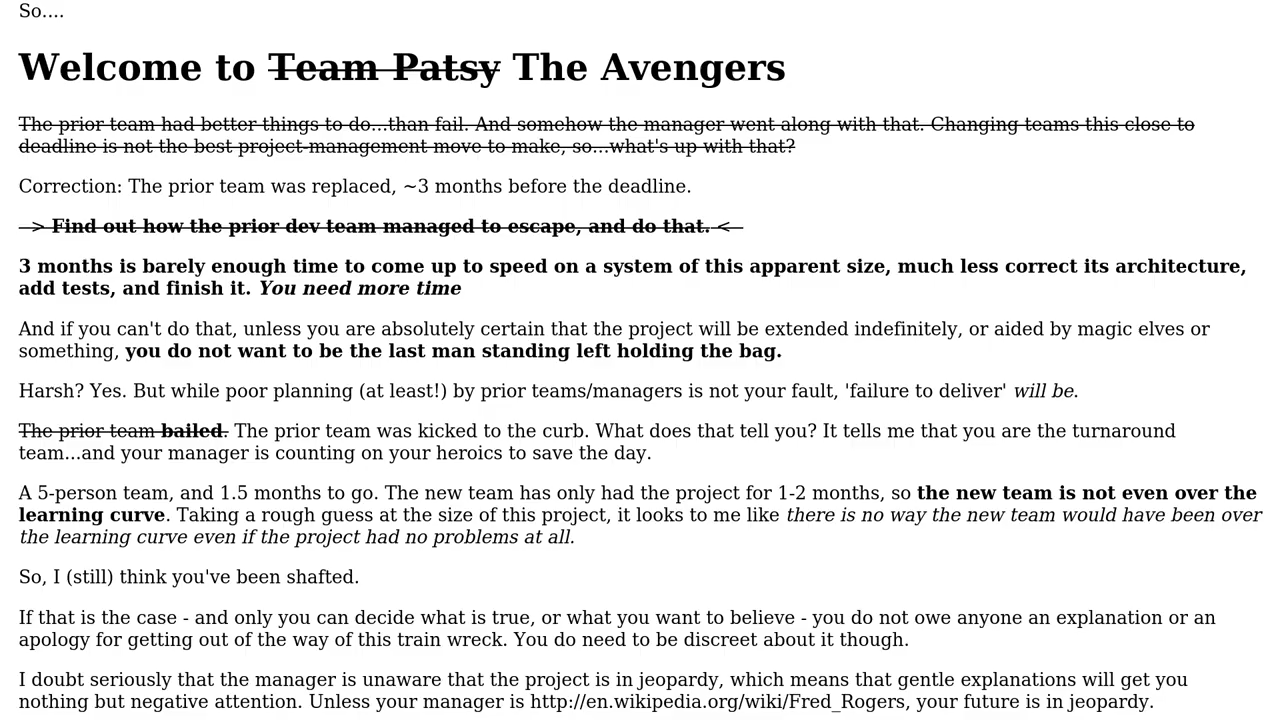 So....
Welcome to Team Patsy The Avengers
The prior team had better things to do...than fail. And somehow the manager went along with that. Changing teams this close to
deadline is not the best project-management move to make, so...what's up with that?
Correction: The prior team was replaced, ~3 months before the deadline.
--> Find out how the prior dev team managed to escape, and do that. <--
3 months is barely enough time to come up to speed on a system of this apparent size, much less correct its architecture,
add tests, and finish it. You need more time
And if you can't do that, unless you are absolutely certain that the project will be extended indefinitely, or aided by magic elves or
something, you do not want to be the last man standing left holding the bag.
Harsh? Yes. But while poor planning (at least!) by prior teams/managers is not your fault, 'failure to deliver' will be.
The prior team bailed. The prior team was kicked to the curb. What does that tell you? It tells me that you are the turnaround
team...and your manager is counting on your heroics to save the day.
A 5-person team, and 1.5 months to go. The new team has only had the project for 1-2 months, so the new team is not even over the
learning curve. Taking a rough guess at the size of this project, it looks to me like there is no way the new team would have been over
the learning curve even if the project had no problems at all.
So, I (still) think you've been shafted.
If that is the case - and only you can decide what is true, or what you want to believe - you do not owe anyone an explanation or an
apology for getting out of the way of this train wreck. You do need to be discreet about it though.
I doubt seriously that the manager is unaware that the project is in jeopardy, which means that gentle explanations will get you
nothing but negative attention. Unless your manager is http://en.wikipedia.org/wiki/Fred_Rogers, your future is in jeopardy.